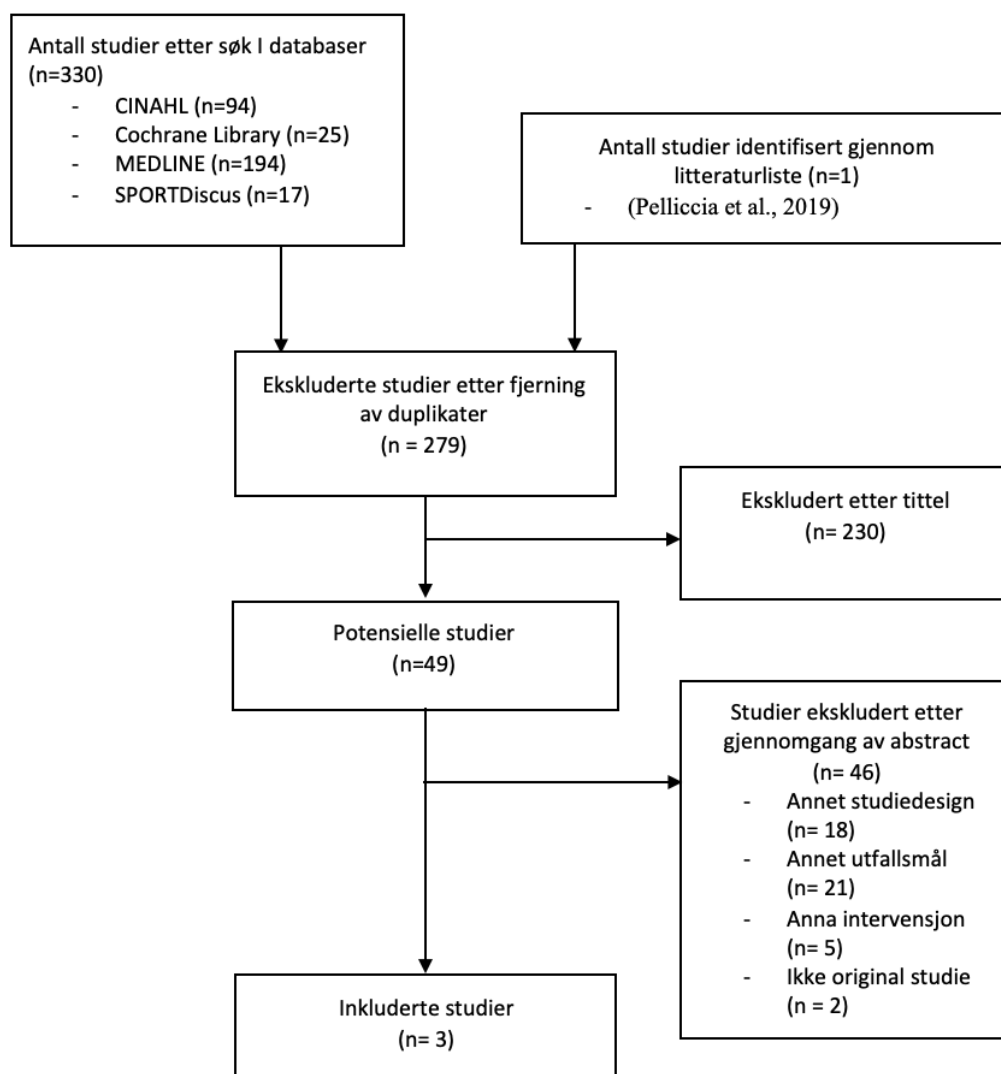 Antall studier etter søk I databaser
(n=330)
- CINAHL (n=94)
- Cochrane Library (n=25)
- MEDLINE (n=194)
- SPORTDiscus (n=17)
Antall studier identifisert gjennom
litteraturliste (n=1)
- (Pelliccia et al., 2019)
Ekskluderte studier etter fjerning
av duplikater
(n = 279)
Ekskludert etter tittel
(n= 230)
Potensielle studier
(n=49)
Studier ekskludert etter
gjennomgang av abstract
(n= 46)
- Annet studiedesign
(n= 18)
- Annet utfallsmål
(n= 21)
- Anna intervensjon
(n= 5)
- Ikke original studie
(n = 2)
Inkluderte studier
(n= 3)